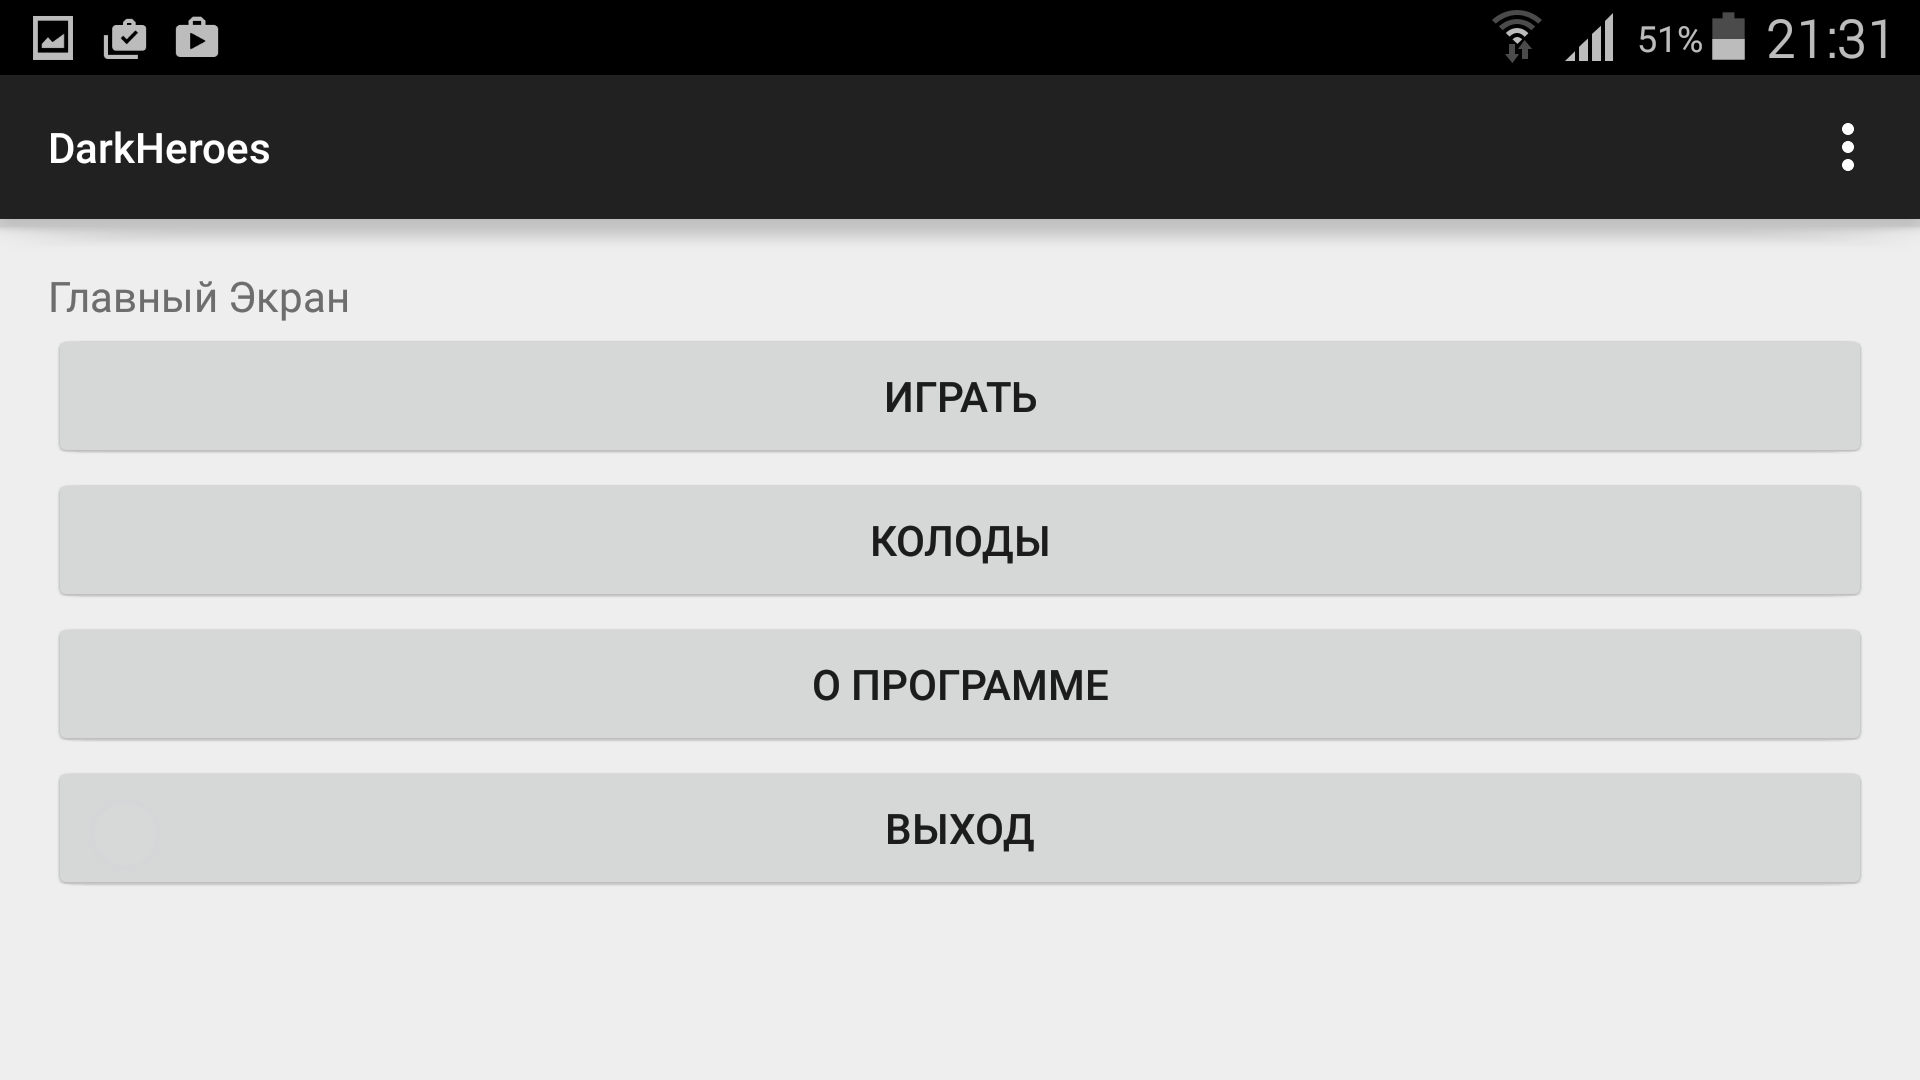 51% 21:31
DarkHeroes
Главный Экран
ИГРАТЬ
КОЛОДЫ
О ПРОГРАММЕ
ВЫХОД